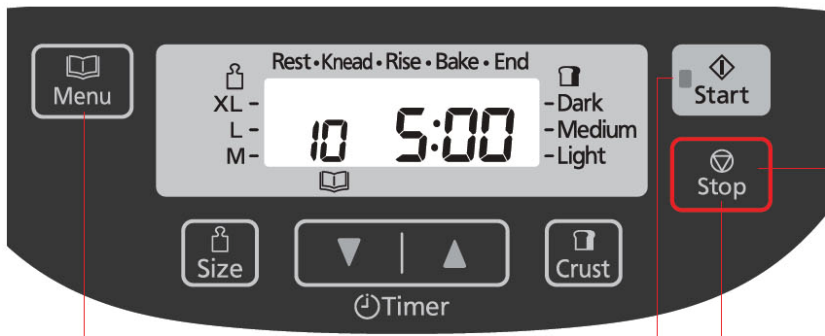 Menu
Rest•Knead•Rise•Bake•End
XL -
L -
M -
10 5:00
-Dark
-Medium
-Light
Start
Stop
Size
Crust
Timer